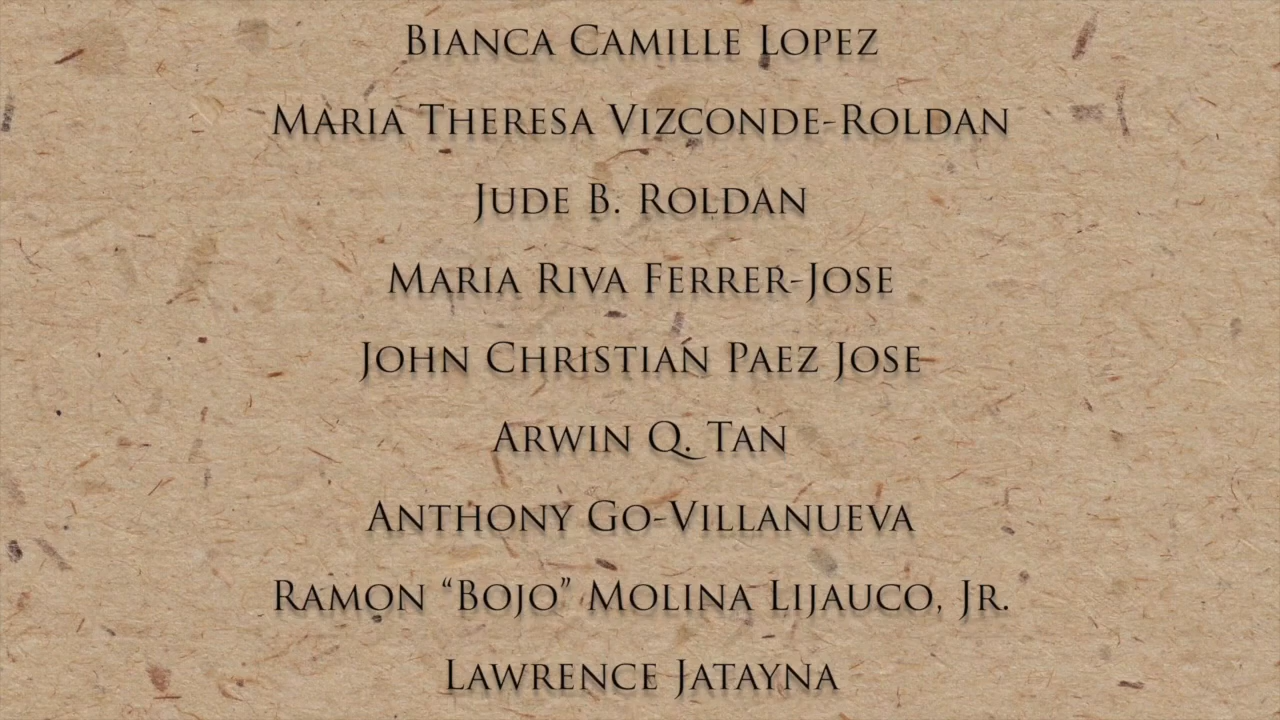 Bianca Camille Lopez
Maria Theresa Vizconde-Roldan
Jude B. Roldan
Maria Riva Ferrer-Jose
John Christian Paez Jose
Arwin Q. Tan
Anthony Go-Villanueva
Ramon “Bojo” Molina Lijauco, Jr.
Lawrence Jatayna